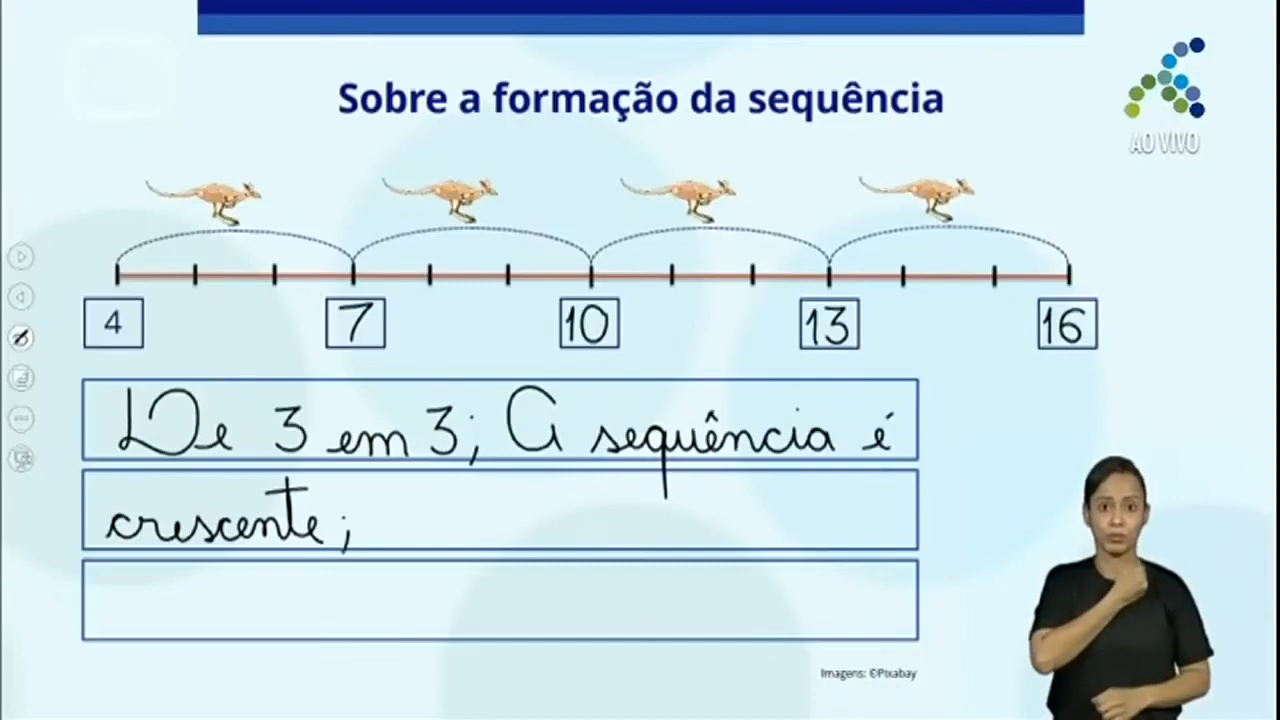 Sobre a formação da sequência
AO VIVO
4 7 10 13 16
De 3 em 3; A sequência é
crescente;
Imagens: ©Pixabay